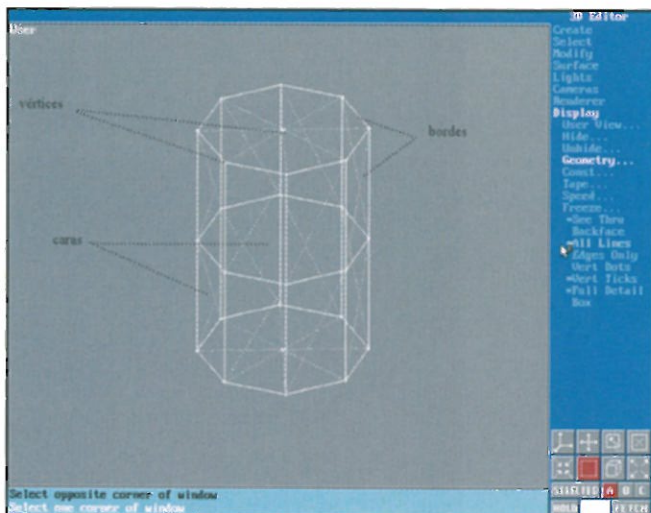 3D Editor
User
Create
Select
Modify
Surface
Lights
Cameras
Renderer
Display
User View...
Hide...
Unhide...
Geometry...
Const...
Tape...
Speed...
Freeze...
*See Thru
Backface
*All Lines
Edges Only
Vert Dots
*Vert Ticks
*Full Detail
Box
vértices
bordes
caras
Select opposite corner of window
Select one corner of window
SELECTED A B C
HOLD FETCH